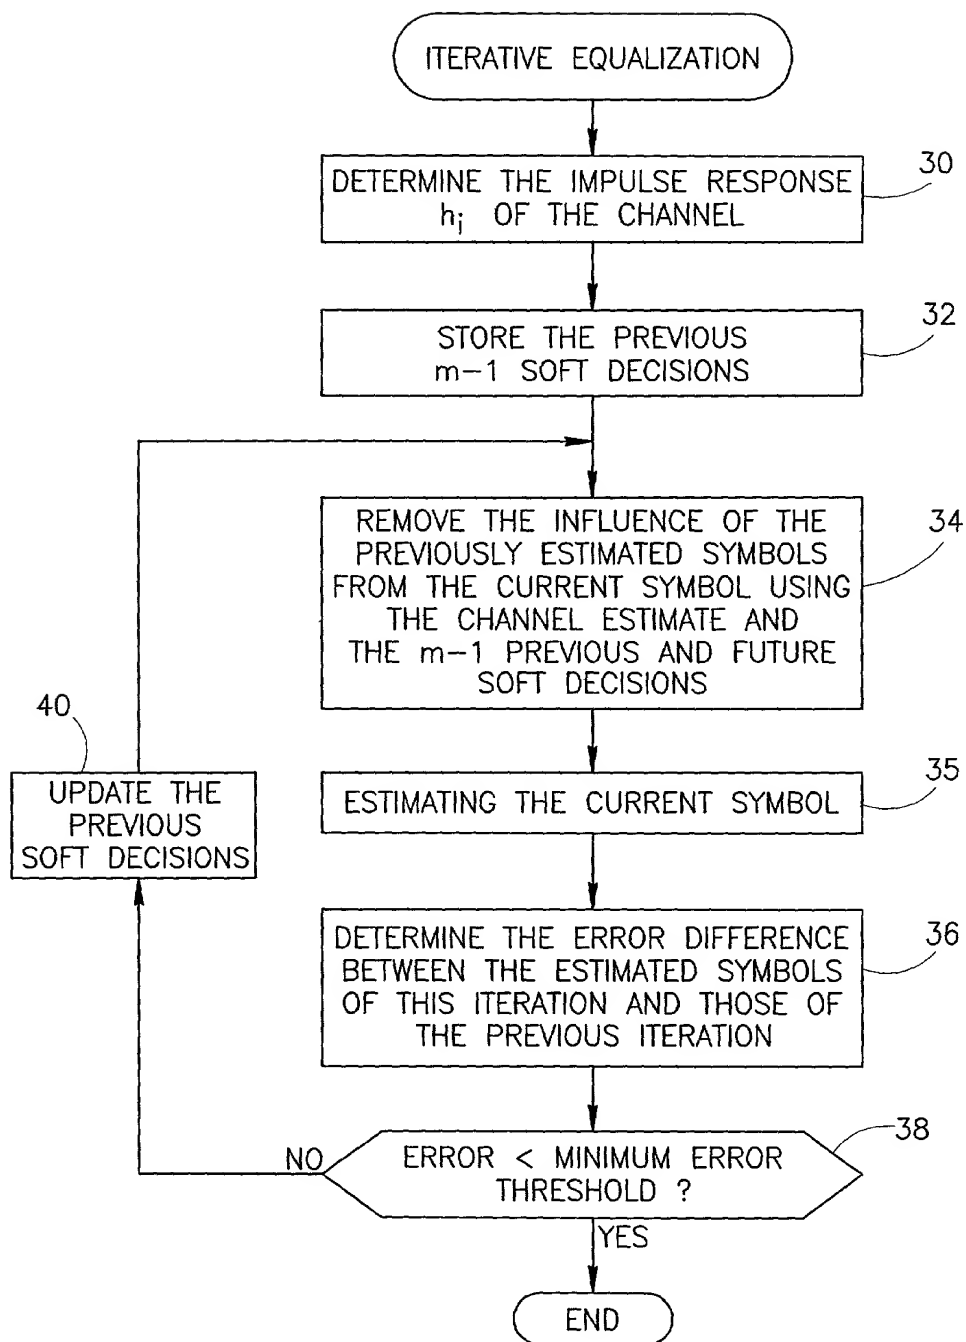 ITERATIVE EQUALIZATION
30
DETERMINE THE IMPULSE RESPONSE
hj OF THE CHANNEL
32
STORE THE PREVIOUS
m-1 SOFT DECISIONS
34
REMOVE THE INFLUENCE OF THE
PREVIOUSLY ESTIMATED SYMBOLS
FROM THE CURRENT SYMBOL USING
THE CHANNEL ESTIMATE AND
THE m-1 PREVIOUS AND FUTURE
SOFT DECISIONS
40
UPDATE THE
PREVIOUS
SOFT DECISIONS
35
ESTIMATING THE CURRENT SYMBOL
36
DETERMINE THE ERROR DIFFERENCE
BETWEEN THE ESTIMATED SYMBOLS
OF THIS ITERATION AND THOSE OF
THE PREVIOUS ITERATION
38
NO
ERROR < MINIMUM ERROR
THRESHOLD ?
YES
END